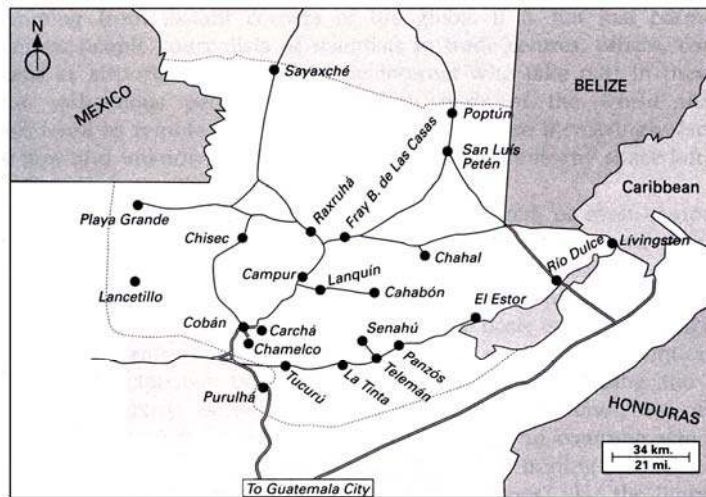 N
MEXICO
Sayaxché
BELIZE
Poptún
San Luís
Petén
Fray B. de Las Casas
Caribbean
Raxruhá
Playa Grande
Chisec
Lívingston
Río Dulce
Chahal
Campur
Lanquín
Lancetillo
Cahabón
El Estor
Cobán
Carchá
Senahú
Chamelco
Panzós
Telemán
La Tinta
Tucurú
Purulhá
HONDURAS
34 km.
21 mi.
To Guatemala City